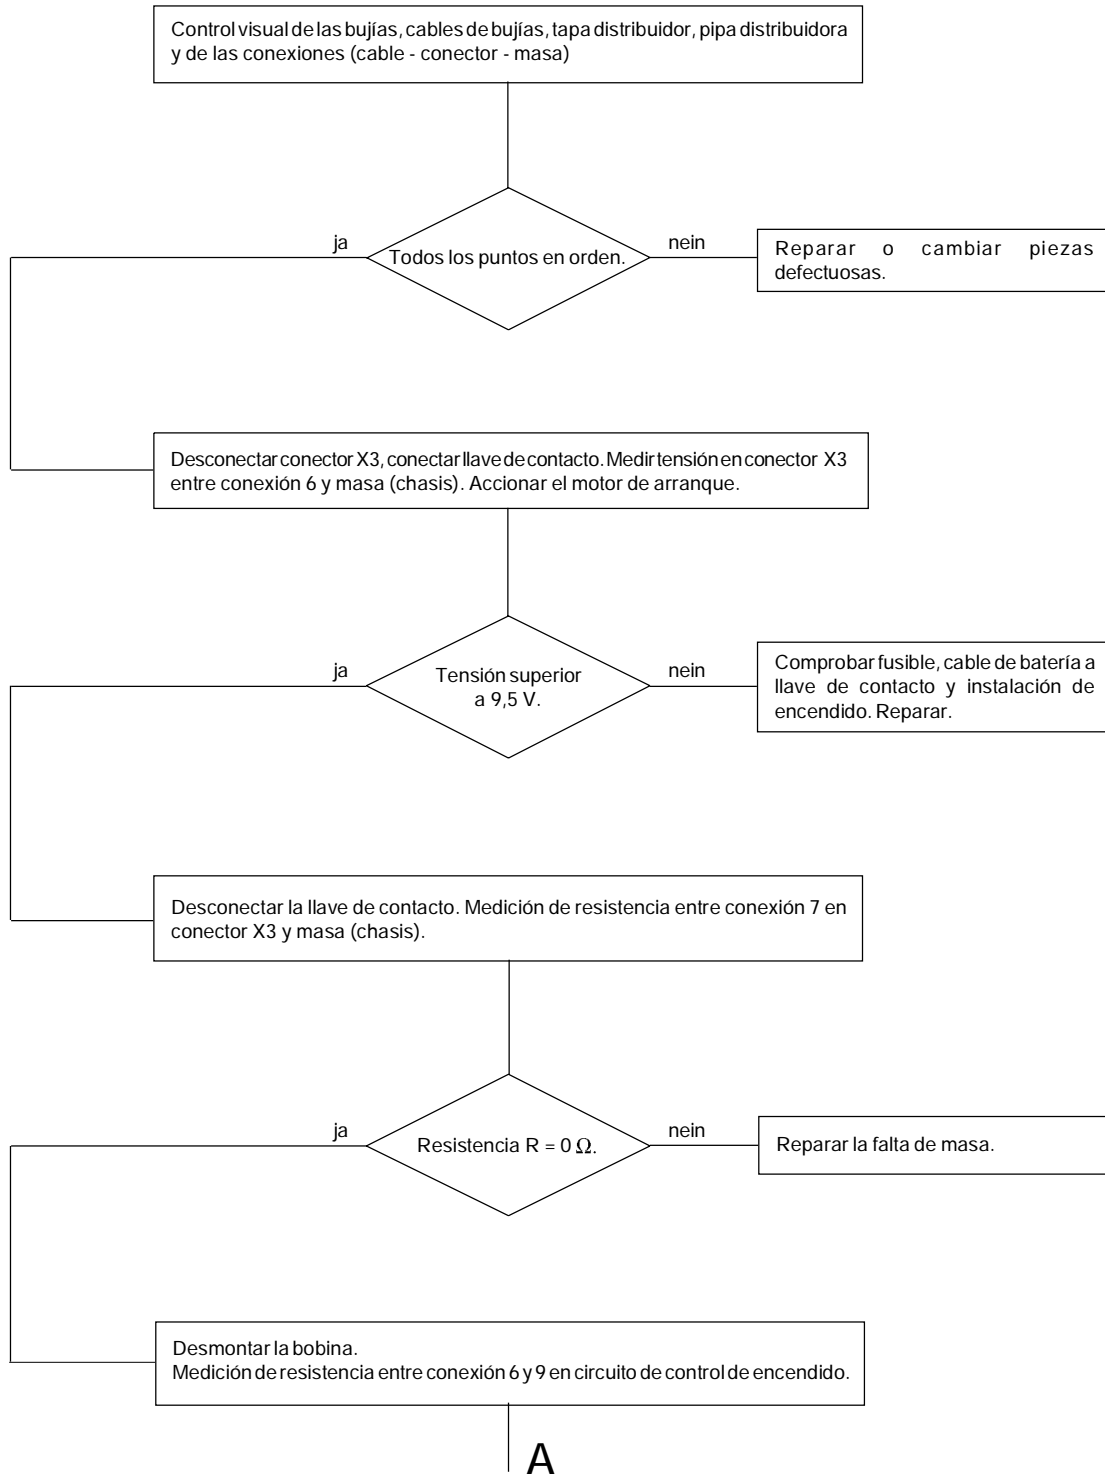 Control visual de las bujías, cables de bujías, tapa distribuidor, pipa distribuidora
y de las conexiones (cable - conector - masa)
ja
Todos los puntos en orden.
nein
Reparar o cambiar piezas
defectuosas.
Desconectar conector X3, conectar llave de contacto. Medir tensión en conector X3
entre conexión 6 y masa (chasis). Accionar el motor de arranque.
ja
Tensión superior
a 9,5 V.
nein
Comprobar fusible, cable de batería a
llave de contacto y instalación de
encendido. Reparar.
Desconectar la llave de contacto. Medición de resistencia entre conexión 7 en
conector X3 y masa (chasis).
ja
Resistencia R = 0 Ω.
nein
Reparar la falta de masa.
Desmontar la bobina.
Medición de resistencia entre conexión 6 y 9 en circuito de control de encendido.
A